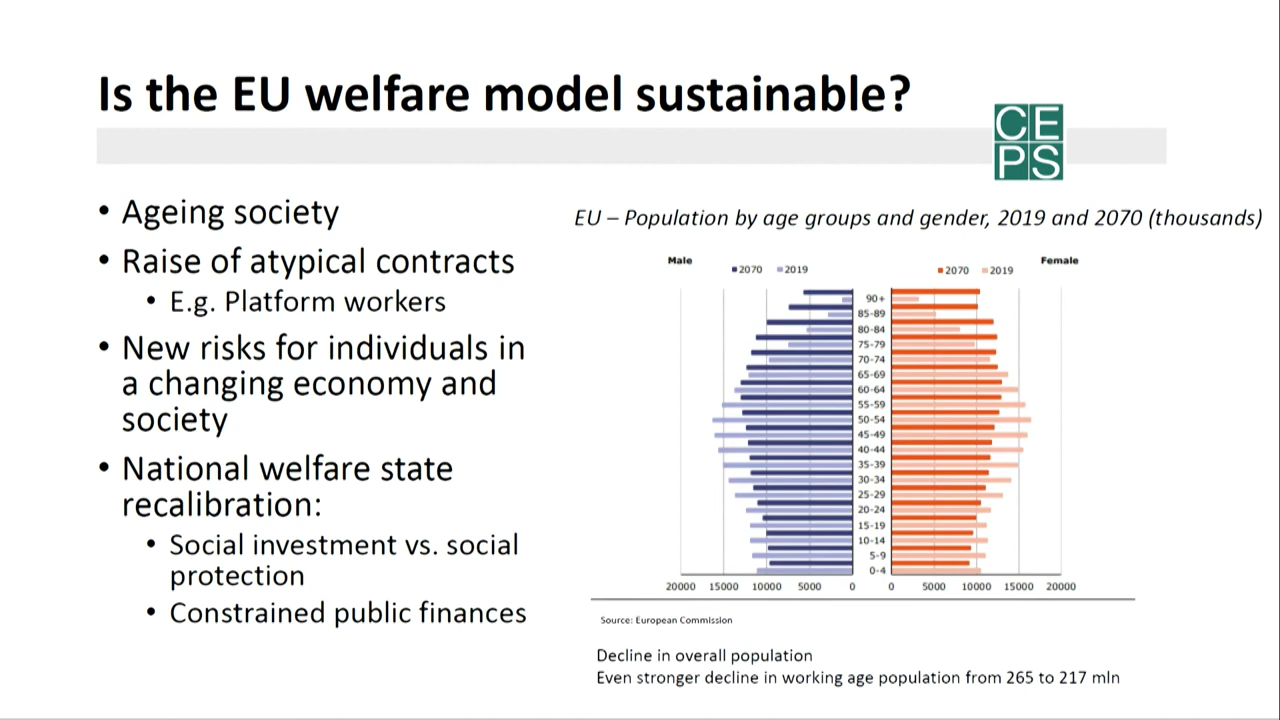 Is the EU welfare model sustainable?
CE
PS
• Ageing society
• Raise of atypical contracts
• E.g. Platform workers
• New risks for individuals in
a changing economy and
society
• National welfare state
recalibration:
• Social investment vs. social
protection
• Constrained public finances
EU – Population by age groups and gender, 2019 and 2070 (thousands)
Male
2070 2019
2070 2019
Female
90+
85-89
80-84
75-79
70-74
65-69
60-64
55-59
50-54
45-49
40-44
35-39
30-34
25-29
20-24
15-19
10-14
5-9
0-4
20000 15000 10000 5000 0 0 5000 10000 15000 20000
Source: European Commission
Decline in overall population
Even stronger decline in working age population from 265 to 217 mln